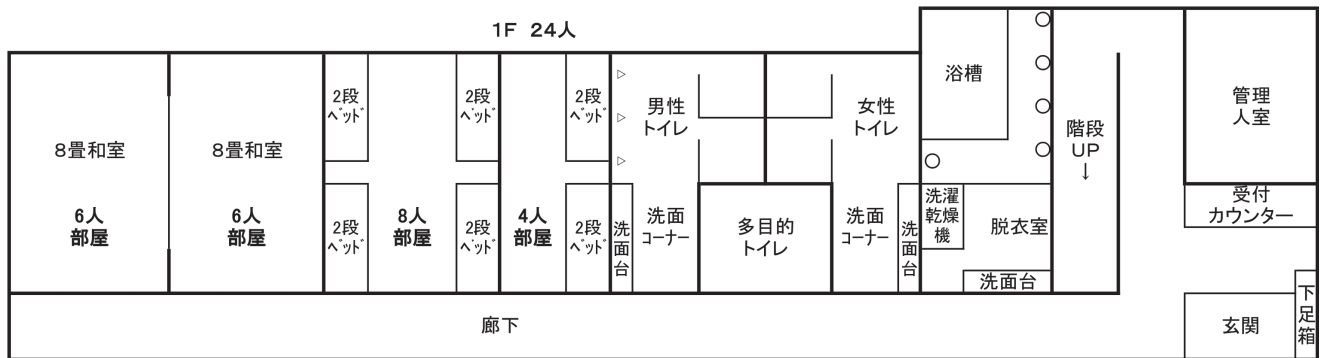 1F 24人
8畳和室
6人
部屋
8畳和室
6人
部屋
2段
ベッド
2段
ベッド
8人
部屋
2段
ベッド
2段
ベッド
4人
部屋
2段
ベッド
2段
ベッド
男性
トイレ
洗面台
洗面
コーナー
多目的
トイレ
女性
トイレ
洗面
コーナー
洗面台
浴槽
洗濯
乾燥
機
脱衣室
洗面台
階段
UP
↓
管理
人室
受付
カウンター
下足箱
玄関
廊下